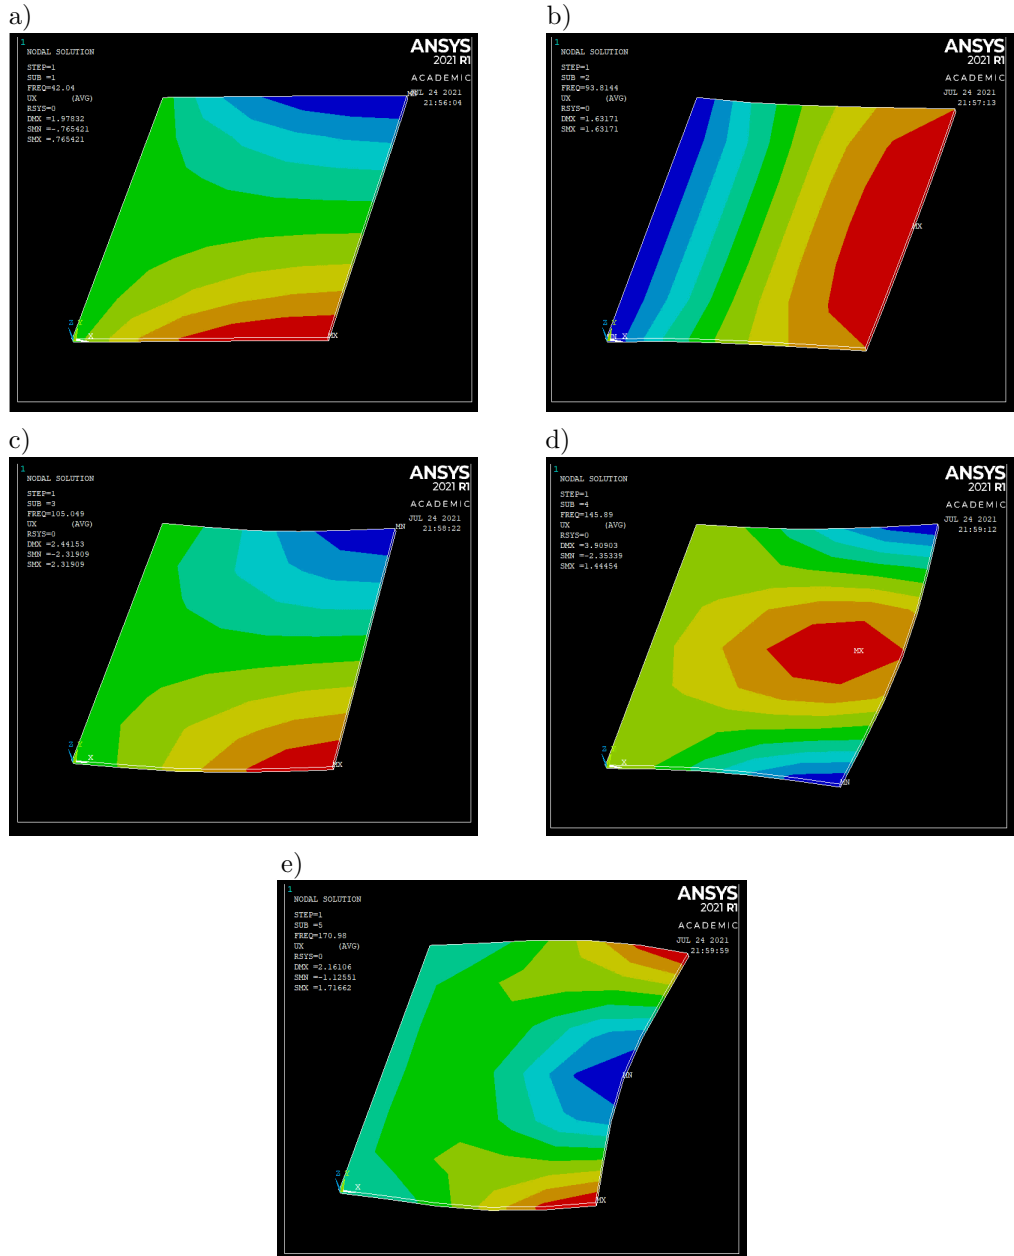 a)
1
NODAL SOLUTION
STEP=1
SUB =1
FREQ=42.04
UX (AVG)
RSYS=0
DMX=1.97832
SMN=-.765421
SMX=.765421
ANSYS
2021 R1
ACADEMIC
JUL 24 2021
21:56:04
MN
MX
Z Y
X
b)
1
NODAL SOLUTION
STEP=1
SUB =2
FREQ=93.8144
UX (AVG)
RSYS=0
DMX=1.63171
SMX=1.63171
ANSYS
2021 R1
ACADEMIC
JUL 24 2021
21:57:13
MX
Z Y
MN X
c)
1
NODAL SOLUTION
STEP=1
SUB =3
FREQ=105.049
UX (AVG)
RSYS=0
DMX=2.44153
SMN=-2.31909
SMX=2.31909
ANSYS
2021 R1
ACADEMIC
JUL 24 2021
21:58:22
MN
MX
Z Y
X
d)
1
NODAL SOLUTION
STEP=1
SUB =4
FREQ=145.89
UX (AVG)
RSYS=0
DMX=3.90903
SMN=-2.35339
SMX=1.44454
ANSYS
2021 R1
ACADEMIC
JUL 24 2021
21:59:12
MX
MN
Z Y
X
e)
1
NODAL SOLUTION
STEP=1
SUB =5
FREQ=170.98
UX (AVG)
RSYS=0
DMX=2.16106
SMN=-1.12551
SMX=1.71662
ANSYS
2021 R1
ACADEMIC
JUL 24 2021
21:59:59
MN
MX
Z Y
X